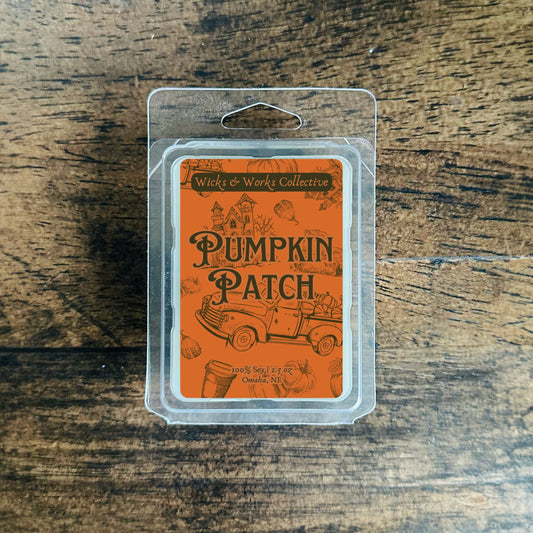 Wicks & Works Collective
Pumpkin
Patch
100% Soy | 2.5 oz
Omaha, NE